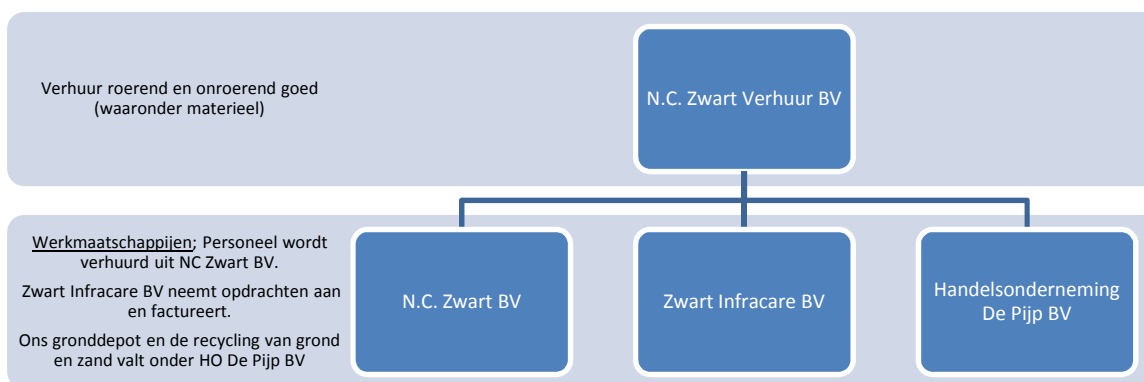 Verhuur roerend en onroerend goed
(waaronder materieel)
N.C. Zwart Verhuur BV
Werkmaatschappijen; Personeel wordt
verhuurd uit NC Zwart BV.
Zwart Infracare BV neemt opdrachten aan
en factureert.
Ons gronddepot en de recycling van grond
en zand valt onder HO De Pijp BV
N.C. Zwart BV
Zwart Infracare BV
Handelsonderneming
De Pijp BV